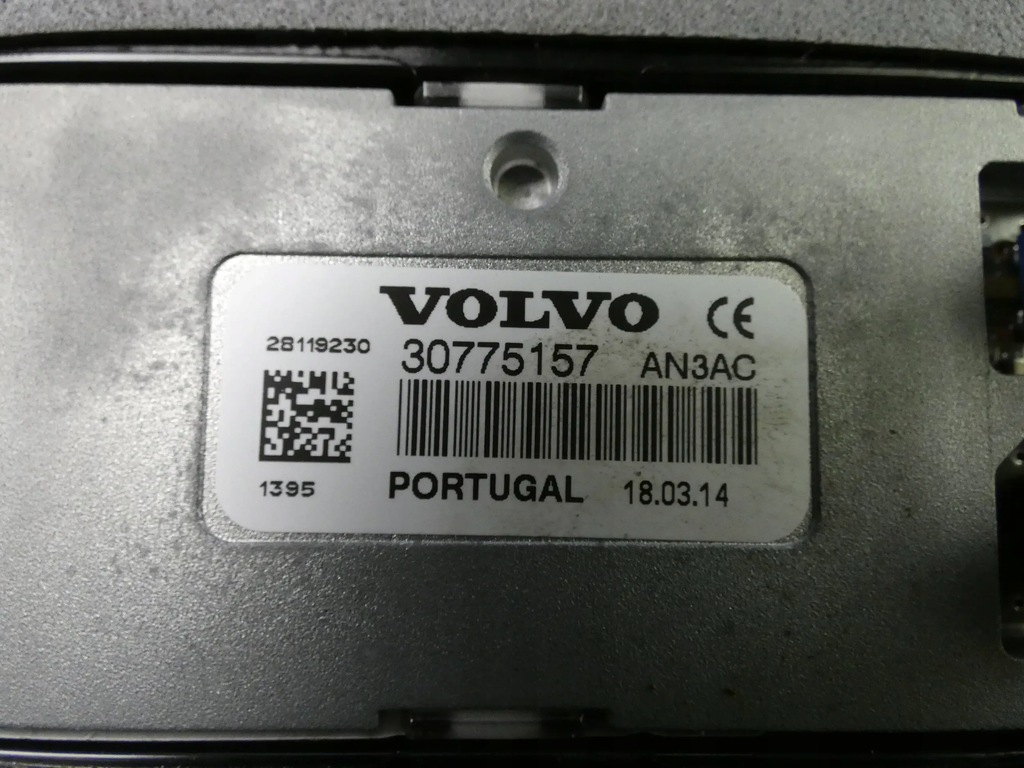 VOLVO CE
28119230 30775157 AN3AC
1395 PORTUGAL 18.03.14